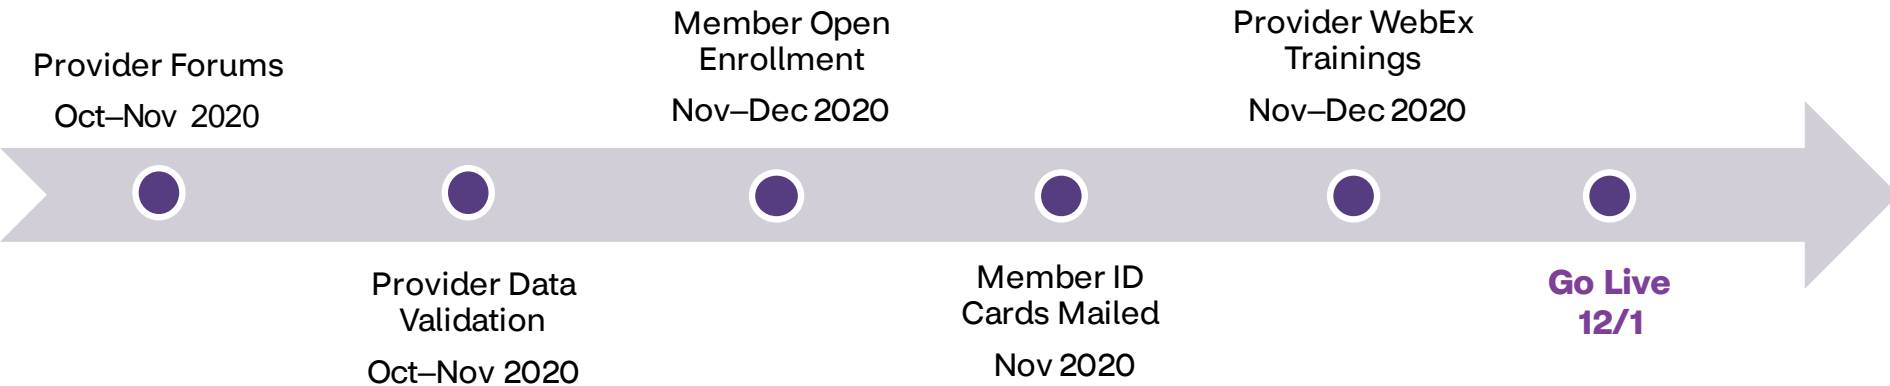 Provider Forums
Oct–Nov 2020
Provider Data
Validation
Oct–Nov 2020
Member Open
Enrollment
Nov–Dec 2020
Member ID
Cards Mailed
Nov 2020
Provider WebEx
Trainings
Nov–Dec 2020
Go Live
12/1